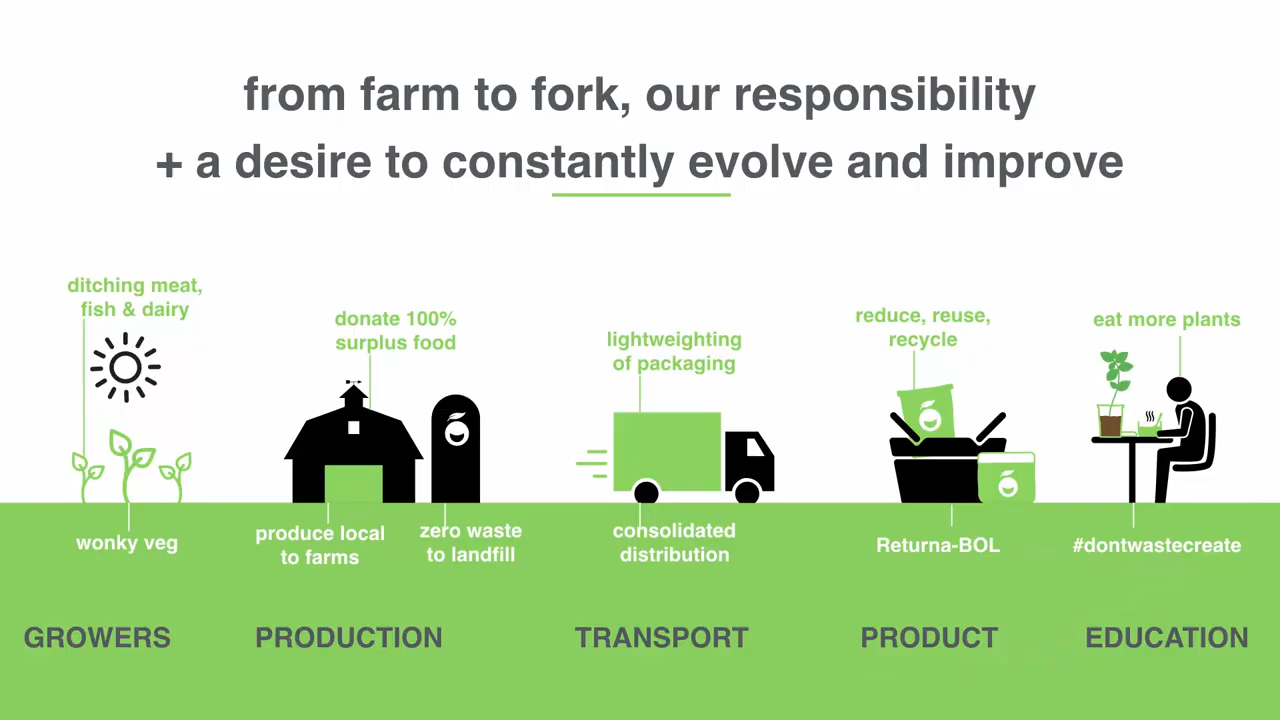 from farm to fork, our responsibility
+ a desire to constantly evolve and improve
ditching meat,
fish & dairy
donate 100%
surplus food
lightweighting
of packaging
reduce, reuse,
recycle
eat more plants
wonky veg
produce local
to farms
zero waste
to landfill
consolidated
distribution
Returna-BOL
#dontwastecreate
GROWERS
PRODUCTION
TRANSPORT
PRODUCT
EDUCATION